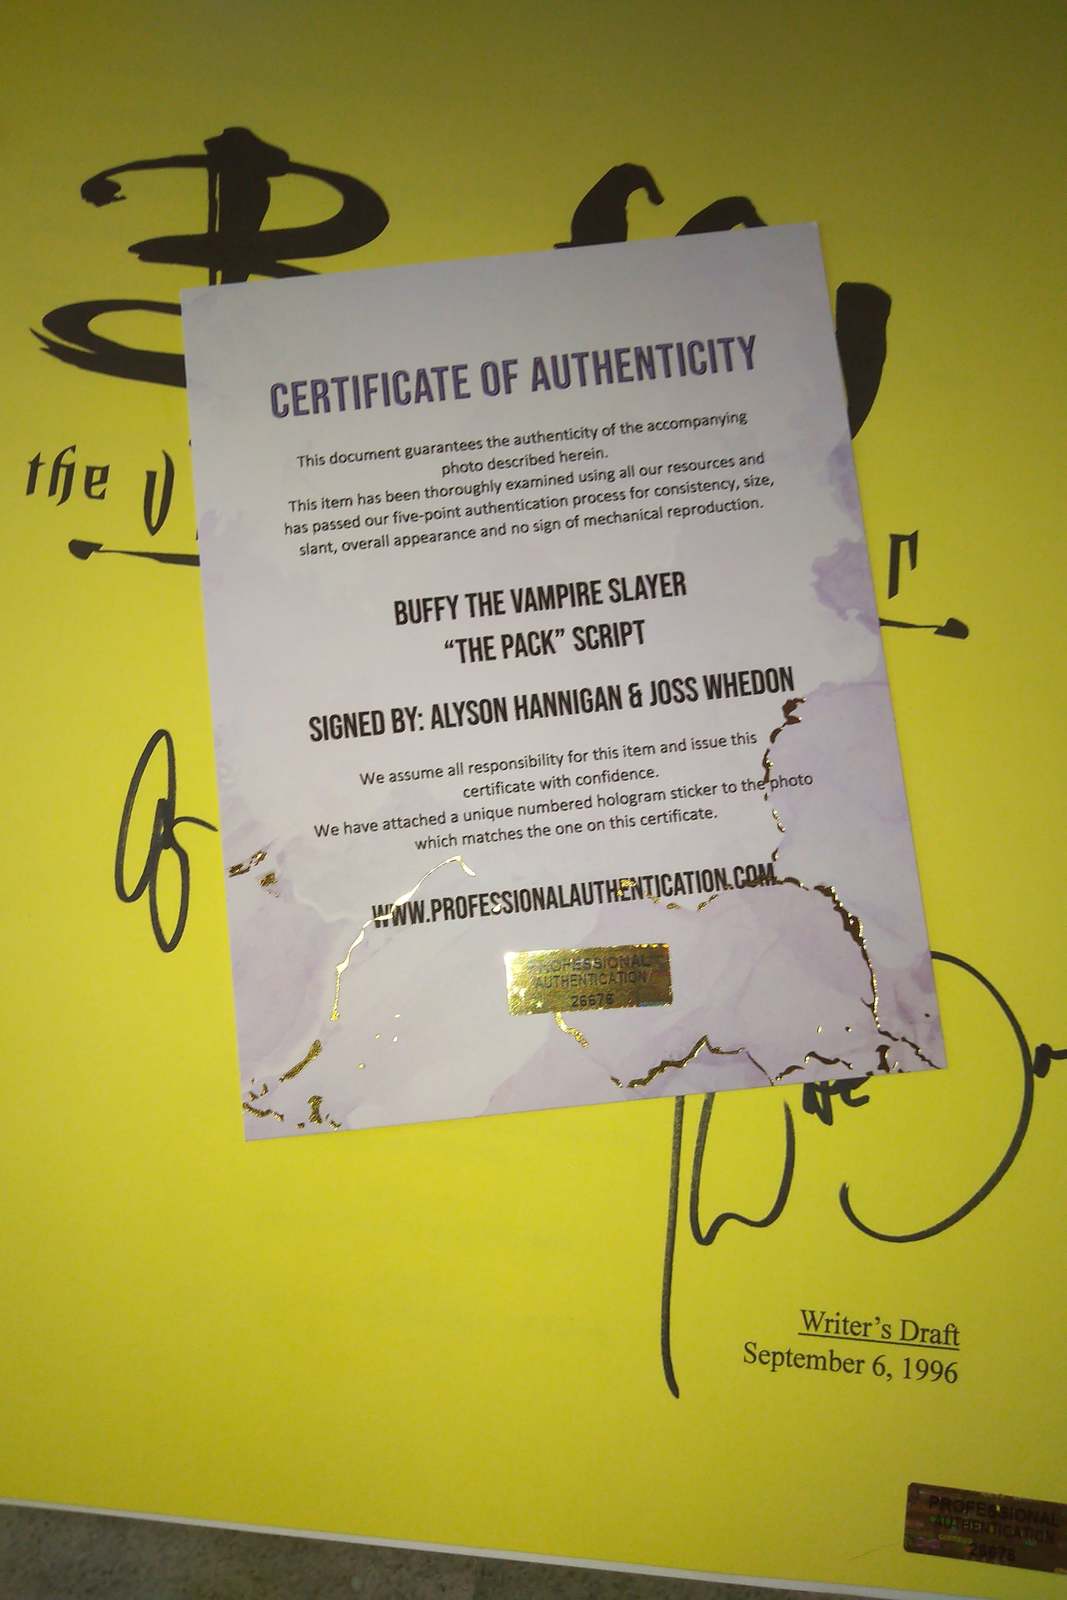 the
CERTIFICATE OF AUTHENTICITY
This document guarantees the authenticity of the accompanying
photo described herein.
This item has been thoroughly examined using all our resources and
has passed our five-point authentication process for consistency, size,
slant, overall appearance and no sign of mechanical reproduction.
BUFFY THE VAMPIRE SLAYER
“THE PACK” SCRIPT
SIGNED BY: ALYSON HANNIGAN & JOSS WHEDON
We assume all responsibility for this item and issue this
certificate with confidence.
We have attached a unique numbered hologram sticker to the photo
which matches the one on this certificate.
WWW.PROFESSIONALAUTHENTICATION.COM
PROFESSIONAL
AUTHENTICATION
26676
Writer's Draft
September 6, 1996
PROFESSIONAL
AUTHENTICATION
26676